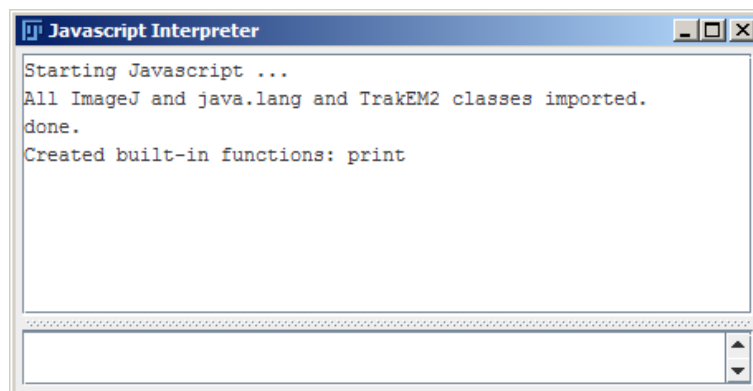 Javascript Interpreter
Starting Javascript ...
All ImageJ and java.lang and TrakEM2 classes imported.
done.
Created built-in functions: print